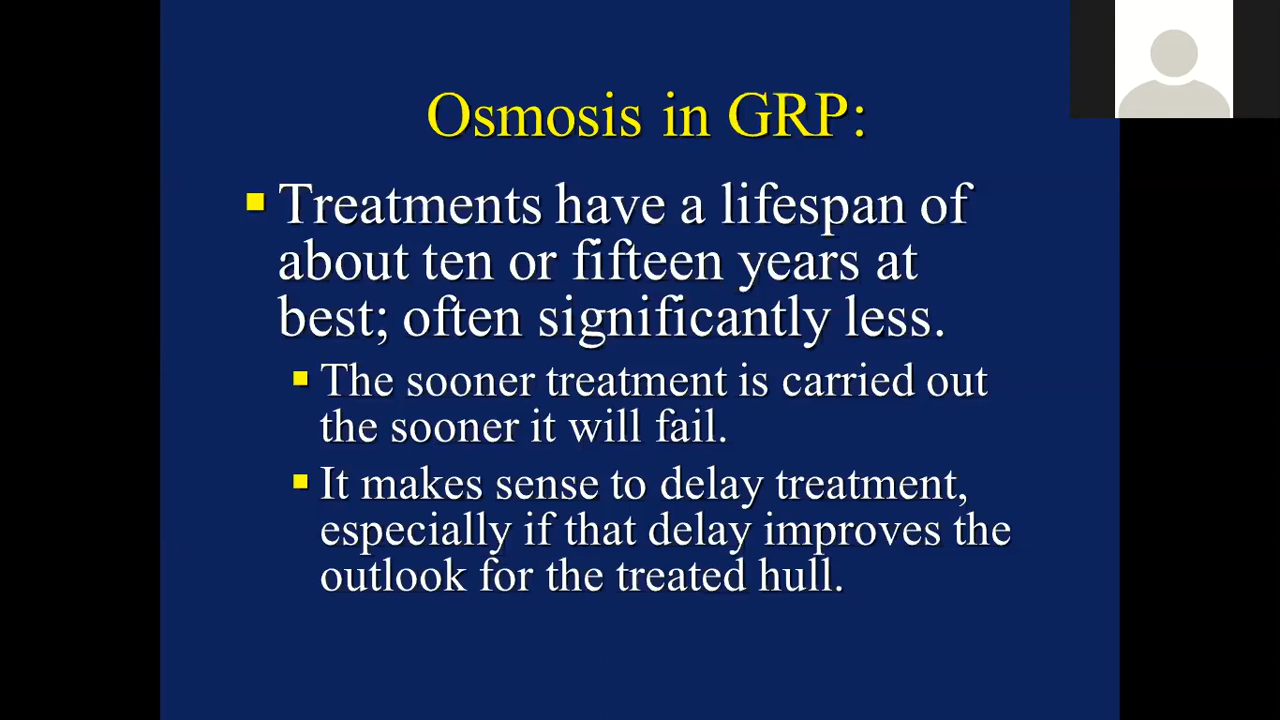 Osmosis in GRP:
Treatments have a lifespan of
about ten or fifteen years at
best; often significantly less.
The sooner treatment is carried out
the sooner it will fail.
It makes sense to delay treatment,
especially if that delay improves the
outlook for the treated hull.